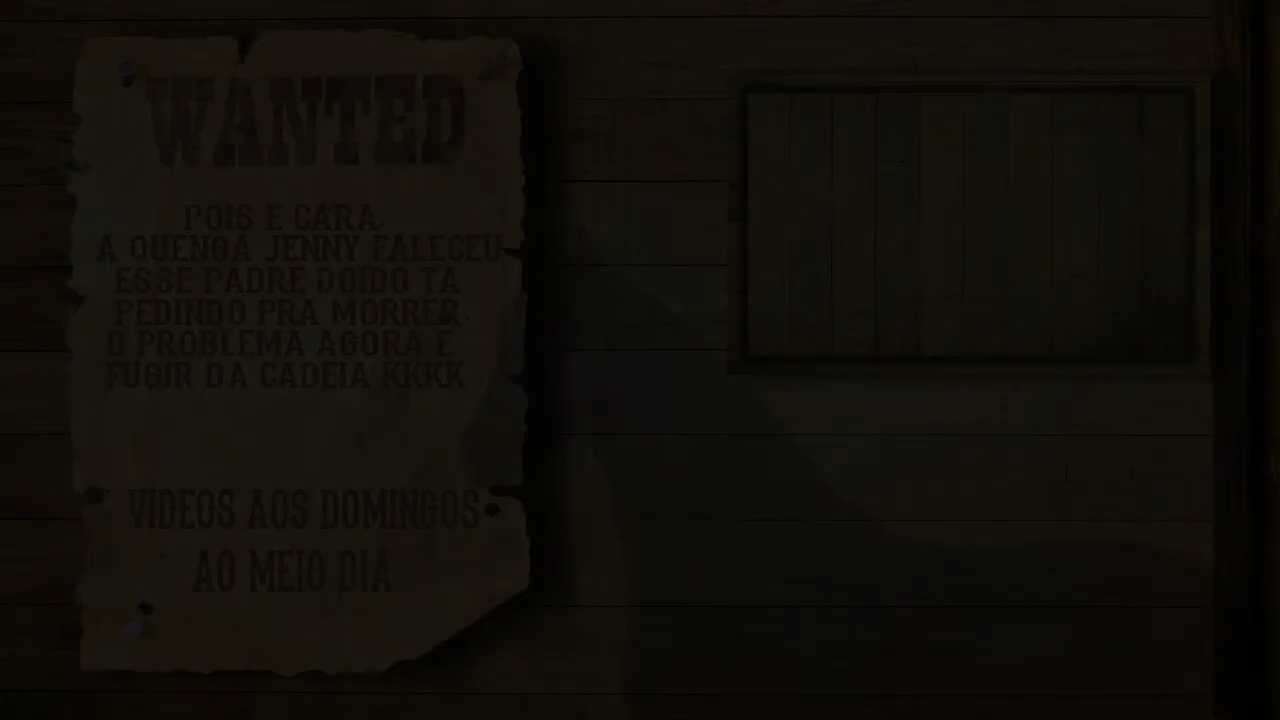 WANTED
POIS E CARA
A QUENGA JENNY FALECEU
ESSE PADRE DOIDO TA
PEDINDO PRA MORRER
O PROBLEMA AGORA E
FUGIR DA CADEIA KKKK
VIDEOS AOS DOMINGOS
AO MEIO DIA